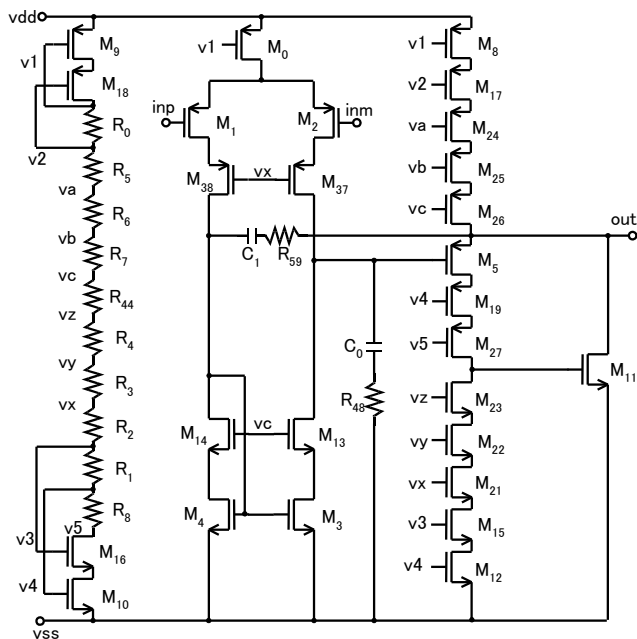 vdd
v1 M9
M18
R0
v2
R5
va
R6
vb
R7
vc
R44
vz
R4
vy
R3
vx
R2
R1
R8
v3 v5
M16
v4 M10
vss
v1 M0
inp inm
M1 M2
M38 vx M37
C1 R59
C0
R48
M14 vc M13
M4 M3
v1 M8
v2 M17
va M24
vb M25
vc M26
out
M5
v4 M19
v5 M27
M11
vz M23
vy M22
vx M21
v3 M15
v4 M12